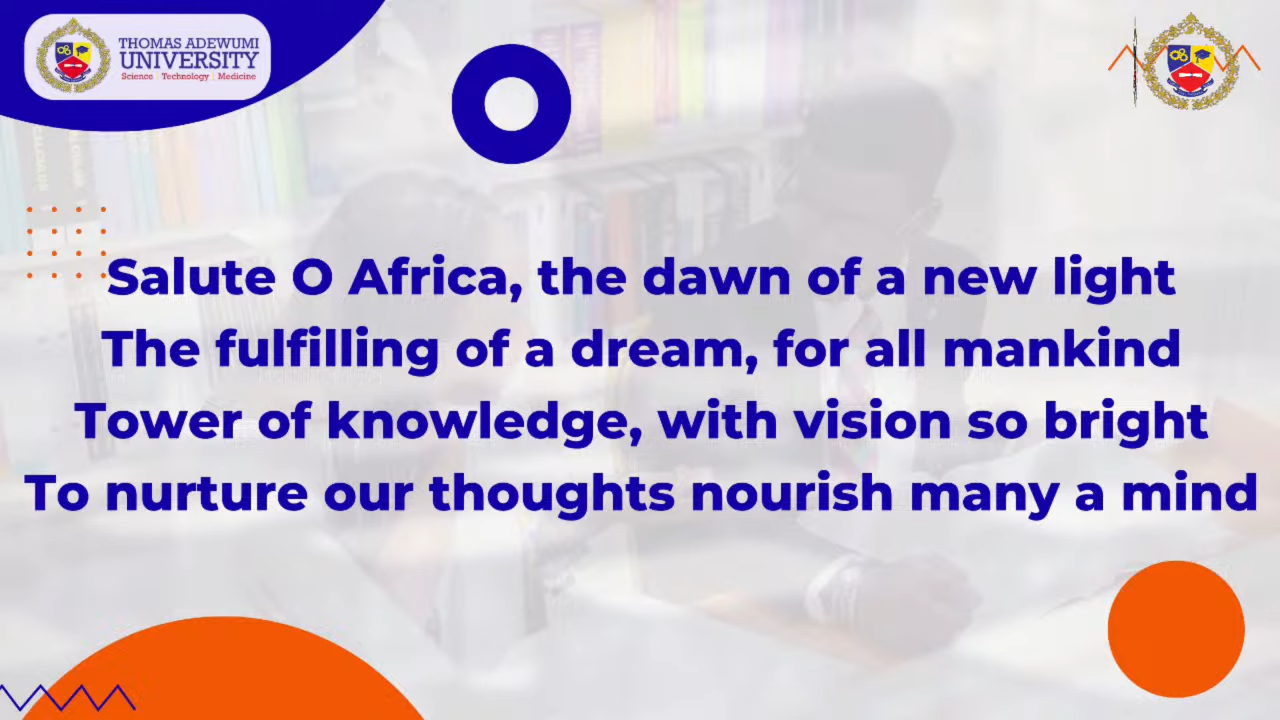 THOMAS ADEWUMI
UNIVERSITY
Science Technology Medicine
Salute O Africa, the dawn of a new light
The fulfilling of a dream, for all mankind
Tower of knowledge, with vision so bright
To nurture our thoughts nourish many a mind